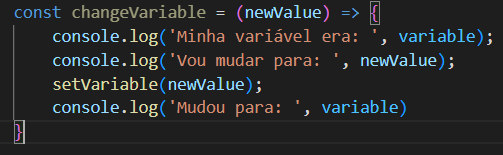 const changeVariable = (newValue) => {
console.log('Minha variável era: ', variable);
console.log('Vou mudar para: ', newValue);
setVariable(newValue);
console.log('Mudou para: ', variable)
}